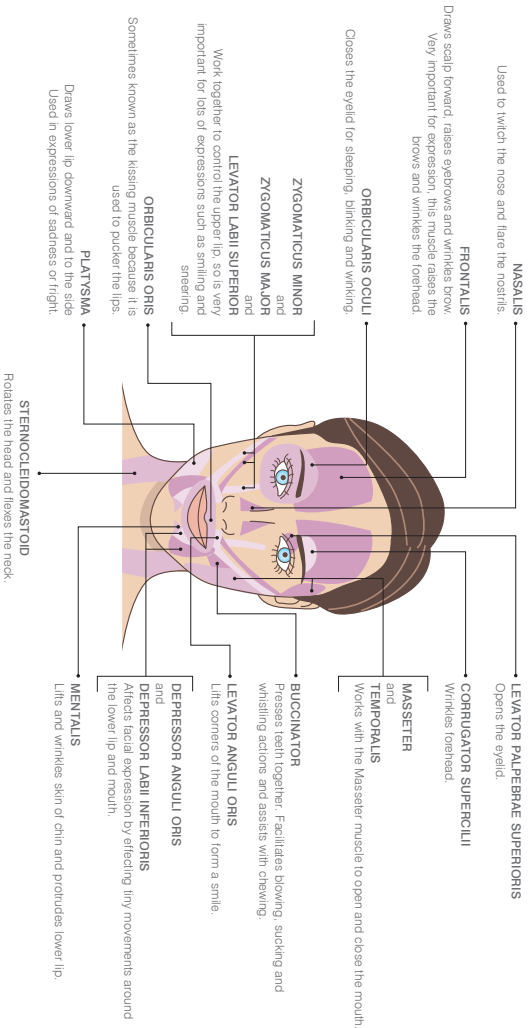 NASALIS
Used to twitch the nose and flare the nostrils.
FRONTALIS
Draws scalp forward, raises eyebrows and wrinkles brow.
Very important for expression, this muscle raises the
brows and wrinkles the forehead.
ORBICULARIS OCULI
Closes the eyelid for sleeping, blinking and winking.
ZYGOMATICUS MINOR
and
ZYGOMATICUS MAJOR
and
LEVATOR LABII SUPERIOR
Work together to control the upper lip, so is very
important for lots of expressions such as smiling and
sneering.
ORBICULARIS ORIS
Sometimes known as the kissing muscle because it is
used to pucker the lips.
PLATYSMA
Draws lower lip downward and to the side
Used in expressions of sadness or fright.
STERNOCLEIDOMASTOID
Rotates the head and flexes the neck.
LEVATOR PALPEBRAE SUPERIORIS
Opens the eyelid.
CORRUGATOR SUPERCILII
Wrinkles forehead.
MASSETER
and
TEMPORALIS
Works with the Masseter muscle to open and close the mouth.
BUCCINATOR
Presses teeth together. Facilitates blowing, sucking and
whistling actions and assists with chewing.
LEVATOR ANGULI ORIS
Lifts corners of the mouth to form a smile.
DEPRESSOR ANGULI ORIS
and
DEPRESSOR LABII INFERIORIS
Affects facial expression by effecting tiny movements around
the lower lip and mouth.
MENTALIS
Lifts and wrinkles skin of chin and protrudes lower lip.